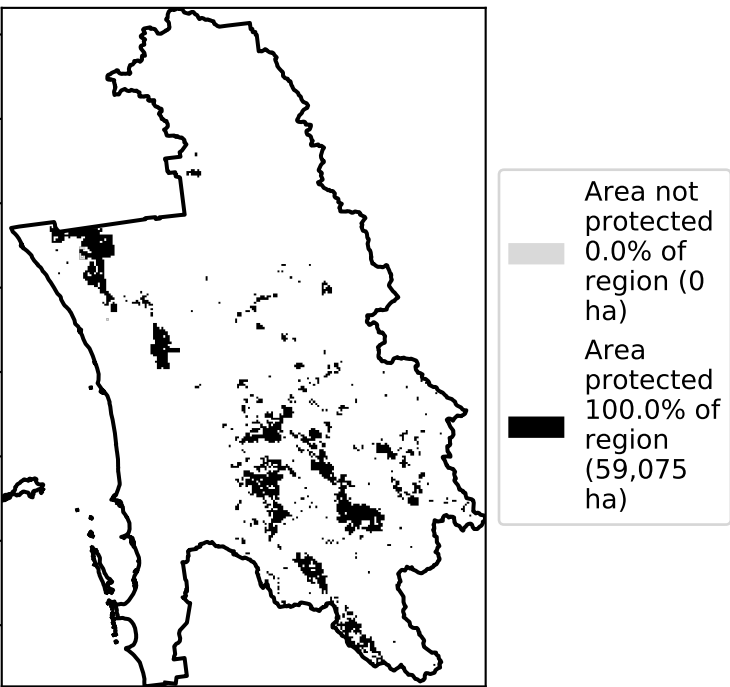 Area not
protected
0.0% of
region (0
ha)
Area
protected
100.0% of
region
(59,075
ha)